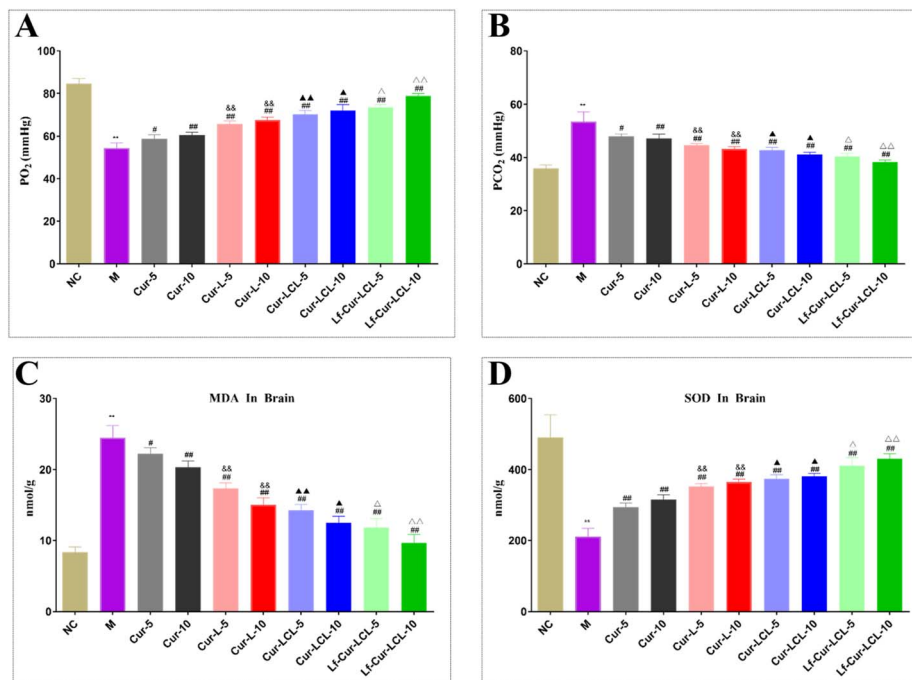 A
100
80
60
40
20
0
PO2 (mmHg)
**
#
##
&&
##
&&
##
▲▲
##
▲
##
△
##
△△
##
NC
M
Cur-5
Cur-10
Cur-L-5
Cur-L-10
Cur-LCL-5
Cur-LCL-10
Lf-Cur-LCL-5
Lf-Cur-LCL-10
B
80
60
40
20
0
PCO2 (mmHg)
**
#
##
&&
##
&&
##
▲
##
▲
##
△
##
△△
##
NC
M
Cur-5
Cur-10
Cur-L-5
Cur-L-10
Cur-LCL-5
Cur-LCL-10
Lf-Cur-LCL-5
Lf-Cur-LCL-10
C
MDA In Brain
30
20
10
0
nmol/g
**
#
##
&&
##
&&
##
▲▲
##
▲
##
△
##
△△
##
NC
M
Cur-5
Cur-10
Cur-L-5
Cur-L-10
Cur-LCL-5
Cur-LCL-10
Lf-Cur-LCL-5
Lf-Cur-LCL-10
D
SOD In Brain
600
400
200
0
nmol/g
**
##
##
&&
##
&&
##
▲
##
▲
##
△
##
△△
##
NC
M
Cur-5
Cur-10
Cur-L-5
Cur-L-10
Cur-LCL-5
Cur-LCL-10
Lf-Cur-LCL-5
Lf-Cur-LCL-10